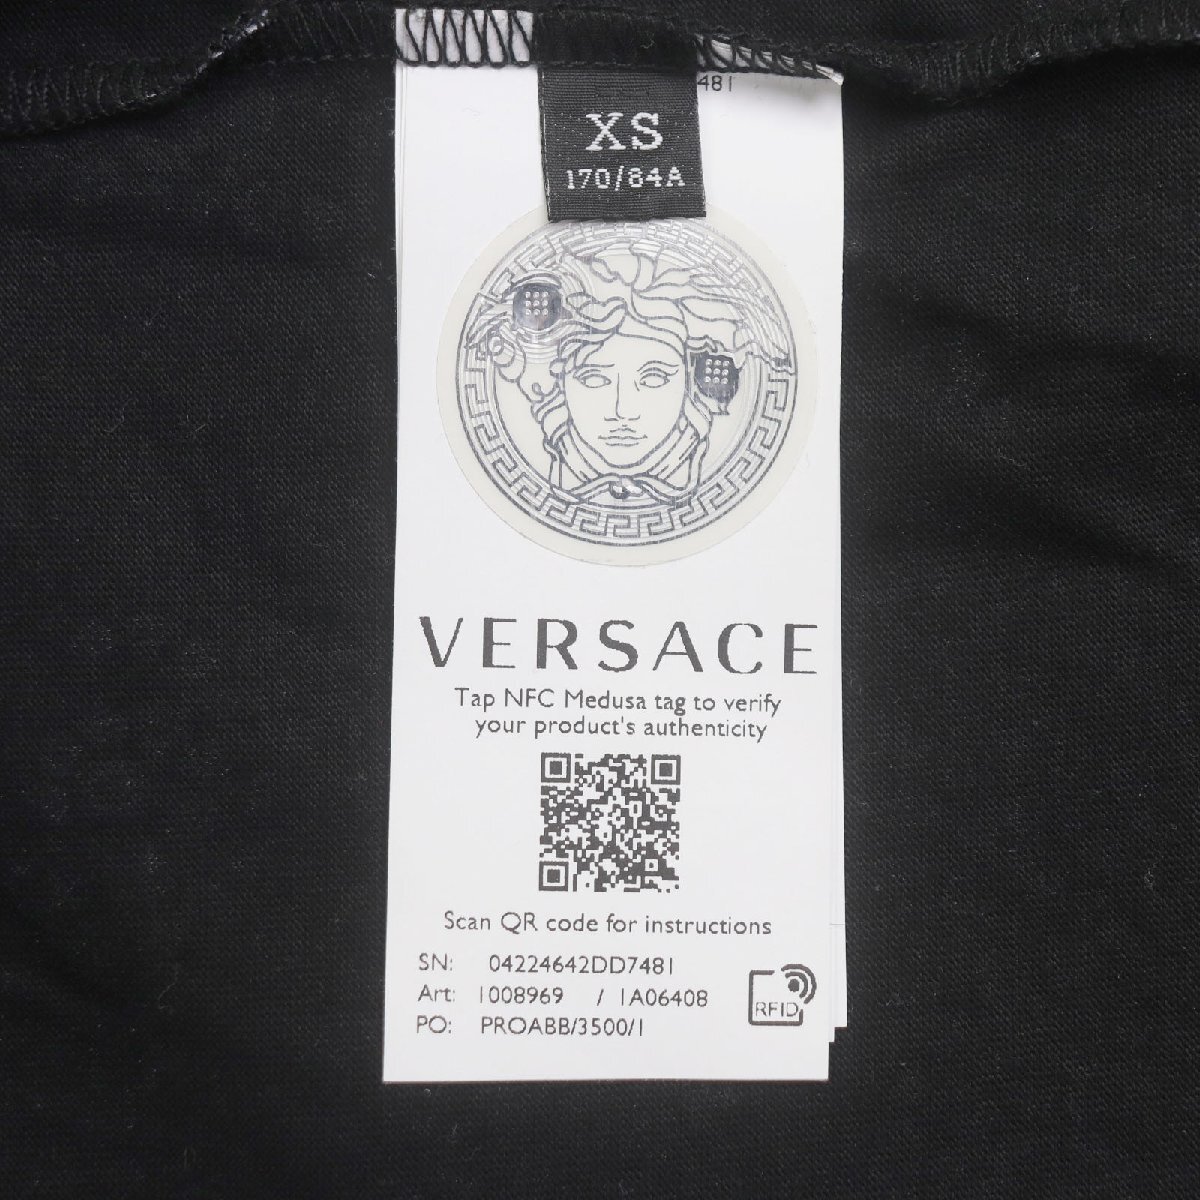 481
XS
170/84A
VERSACE
Tap NFC Medusa tag to verify
your product's authenticity
Scan QR code for instructions
SN: 04224642DD7481
Art: 1008969 / 1A06408
PO: PROABB/3500/1
RFID